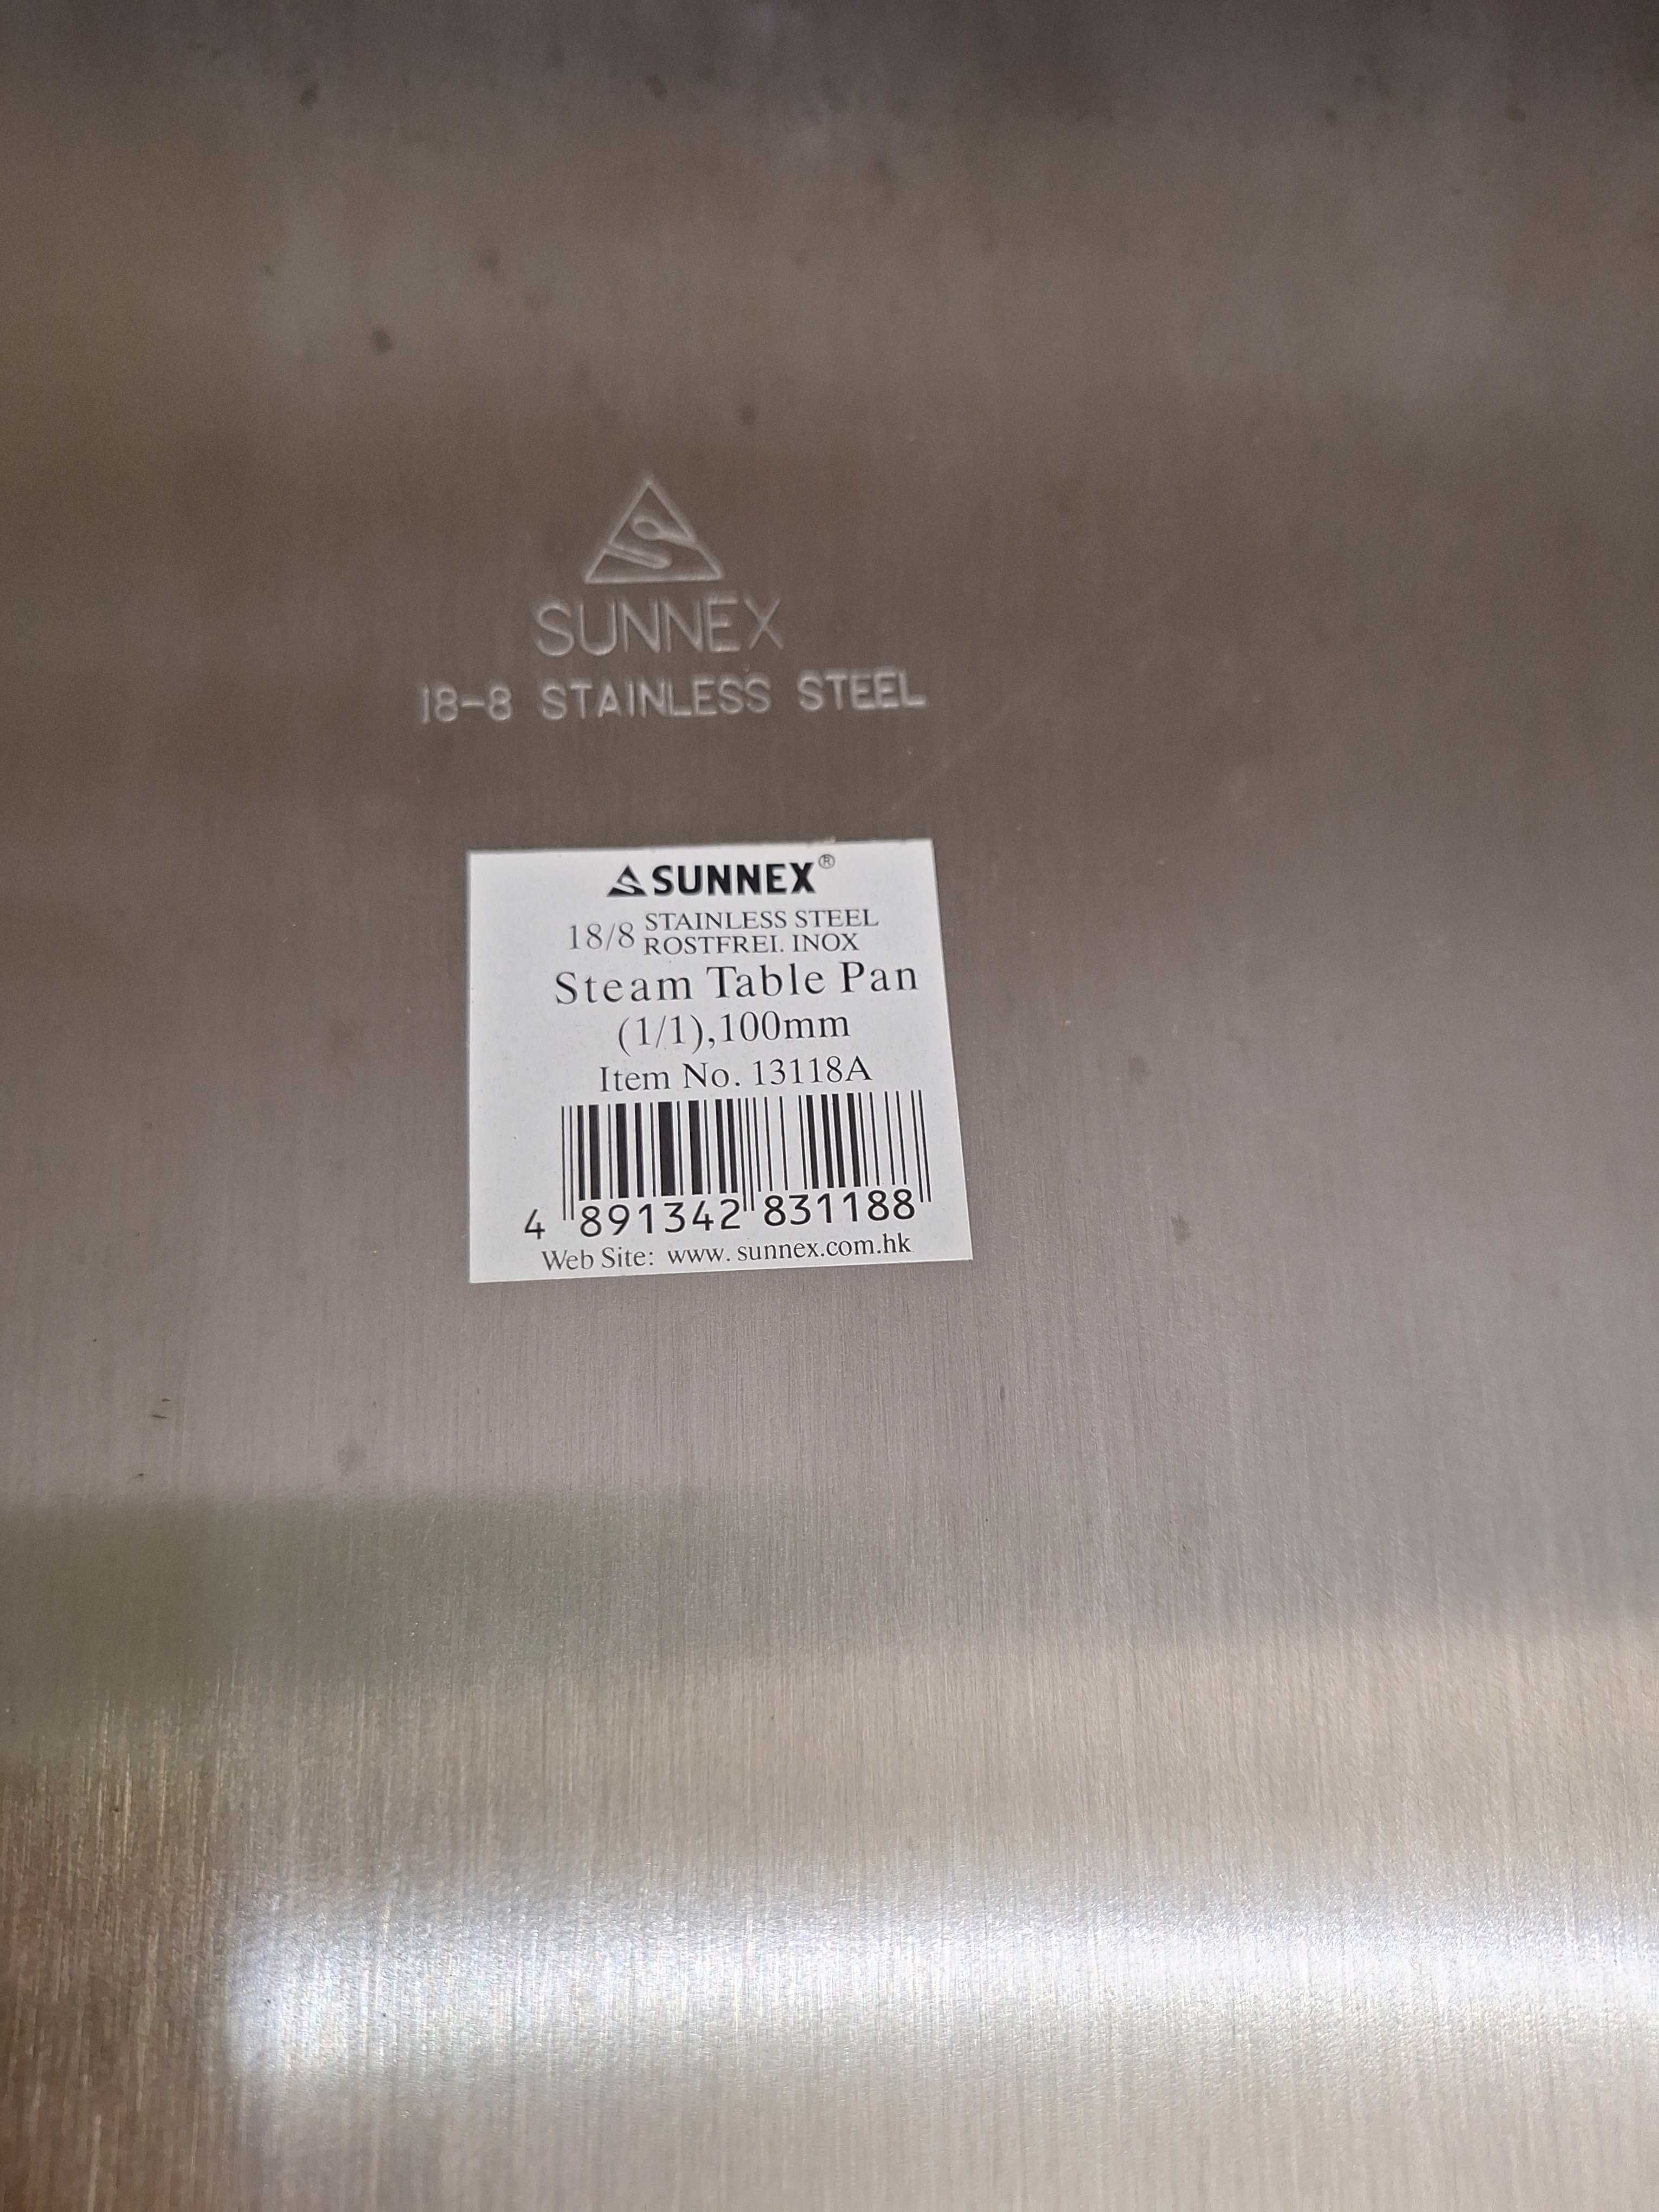 SUNNEX
18-8 STAINLESS STEEL
SUNNEX®
18/8 STAINLESS STEEL
ROSTFREI. INOX
Steam Table Pan
(1/1),100mm
Item No. 13118A
4 891342 831188
Web Site: www. sunnex.com.hk